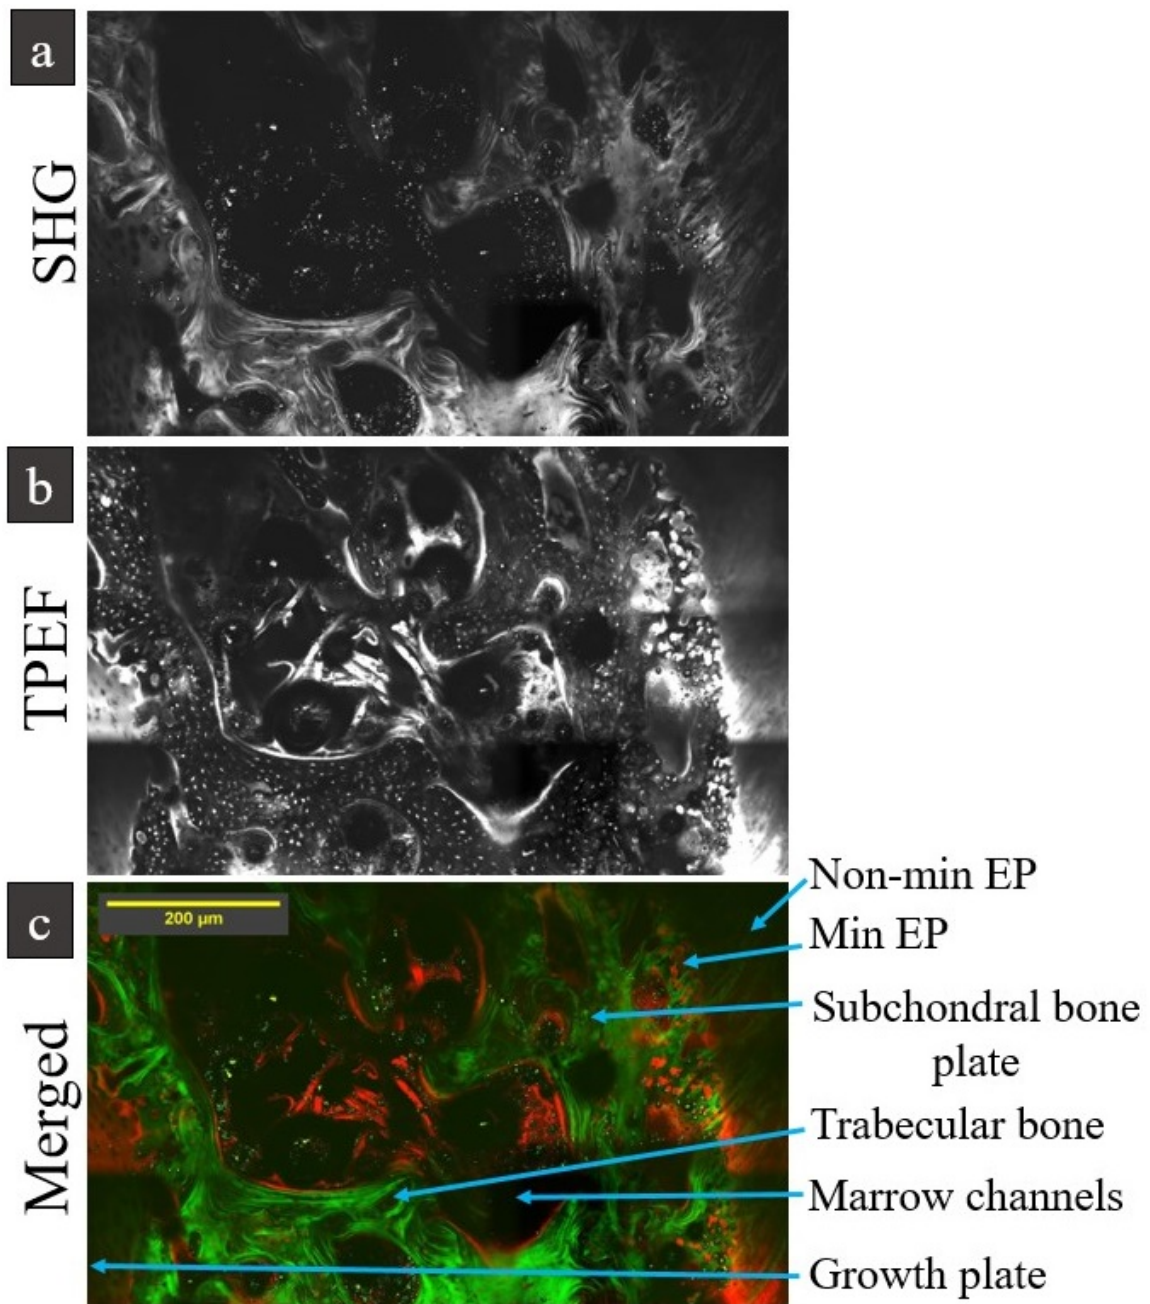 a
SHG
b
TPEF
c
200 µm
Merged
Non-min EP
Min EP
Subchondral bone
plate
Trabecular bone
Marrow channels
Growth plate